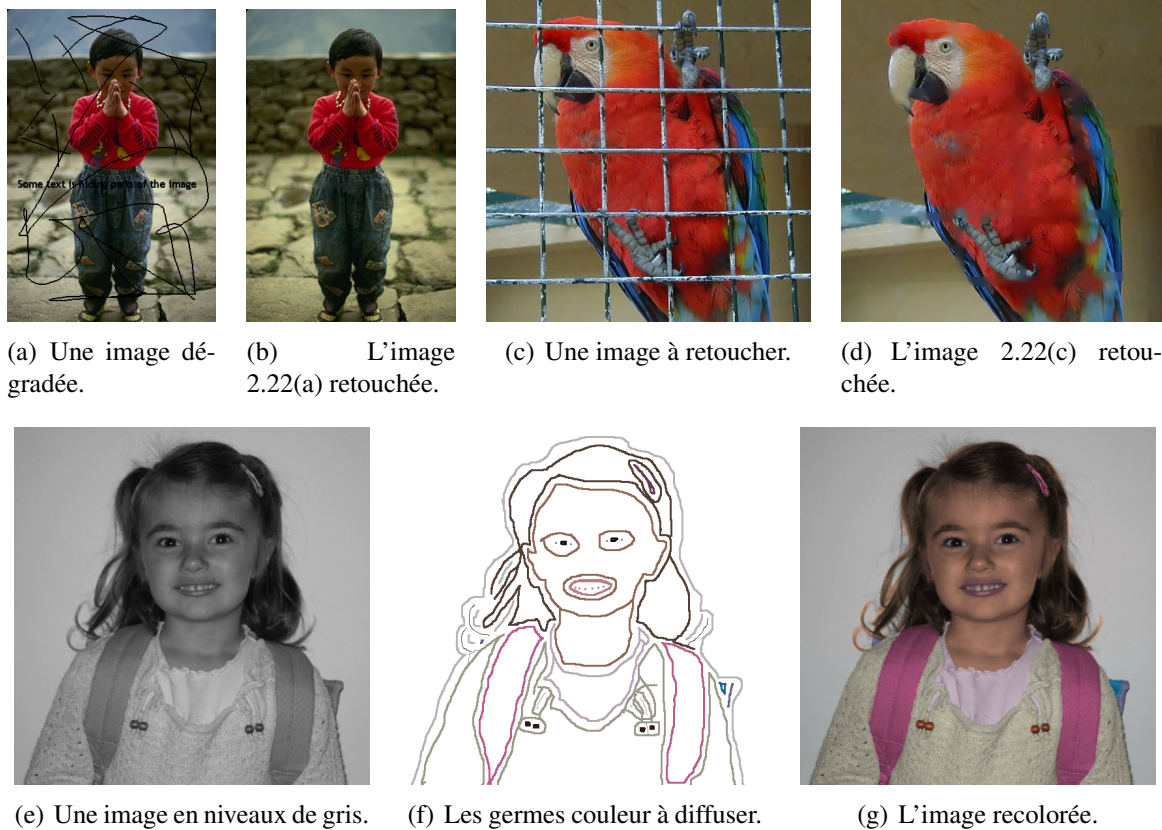 Some text is hiding parts of the image
(a) Une image dé-
gradée.
(b) L'image
2.22(a) retouchée.
(c) Une image à retoucher.
(d) L'image 2.22(c) retou-
chée.
(e) Une image en niveaux de gris.
(f) Les germes couleur à diffuser.
(g) L'image recolorée.